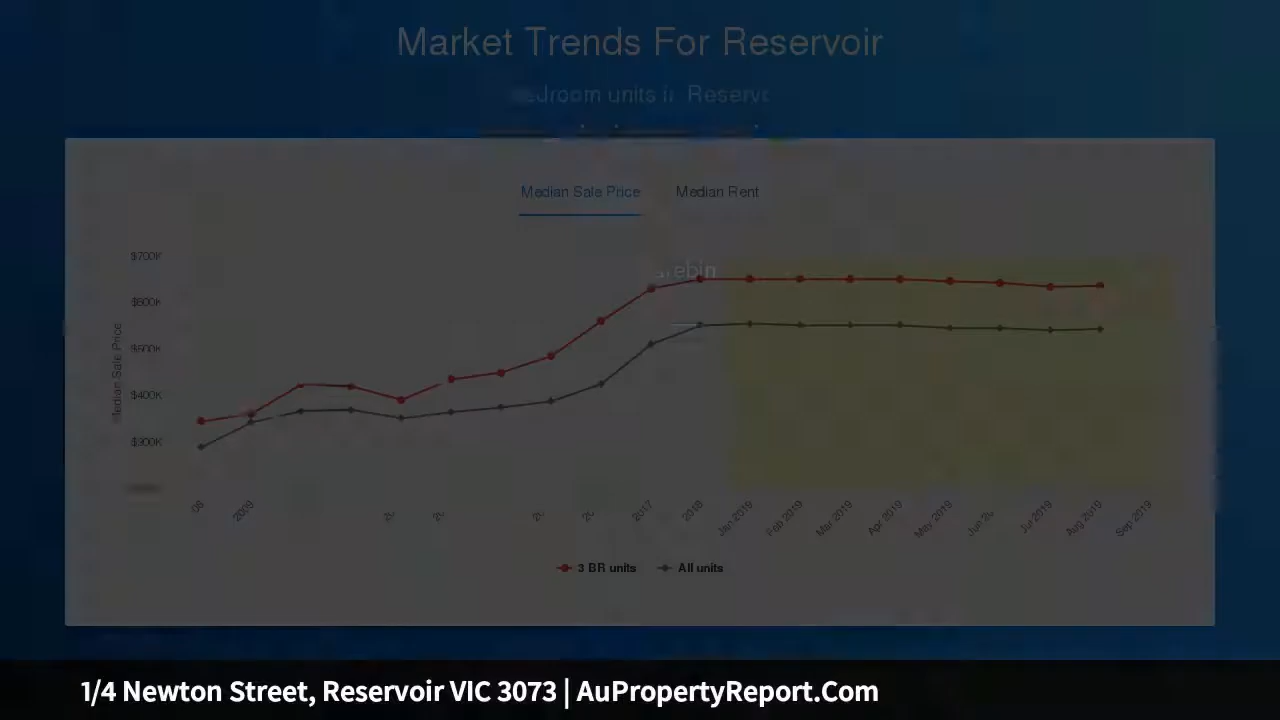 Market Trends For Reservoir
units
Median Sale Price Median Rent
$700K
$600K
$500K
$400K
$300K
Median Sale Price
2009 2017 2018 Jan 2019 Feb 2019 Mar 2019 Apr 2019 May 2019 Jul 2019 Aug 2019 Sep 2019
3 BR units All units
1/4 Newton Street, Reservoir VIC 3073 | AuPropertyReport.Com